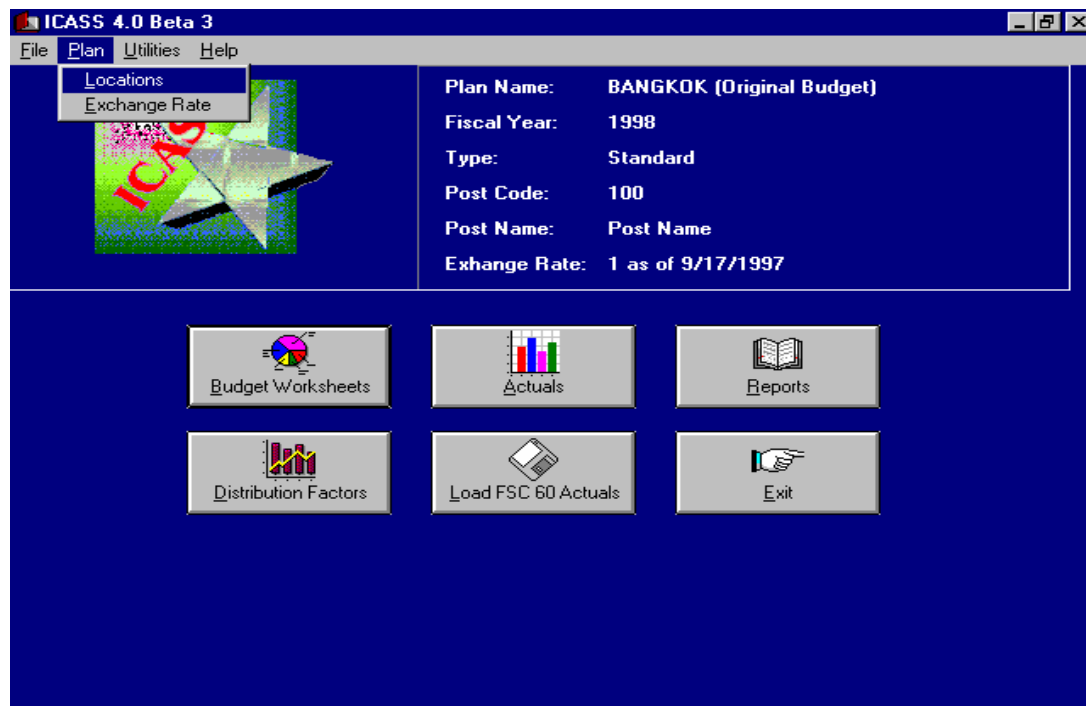 ICASS 4.0 Beta 3
File Plan Utilities Help
Locations
Exchange Rate
ICAS
Plan Name: BANGKOK (Original Budget)
Fiscal Year: 1998
Type: Standard
Post Code: 100
Post Name: Post Name
Exhange Rate: 1 as of 9/17/1997
Budget Worksheets Actuals Reports
Distribution Factors Load FSC 60 Actuals Exit